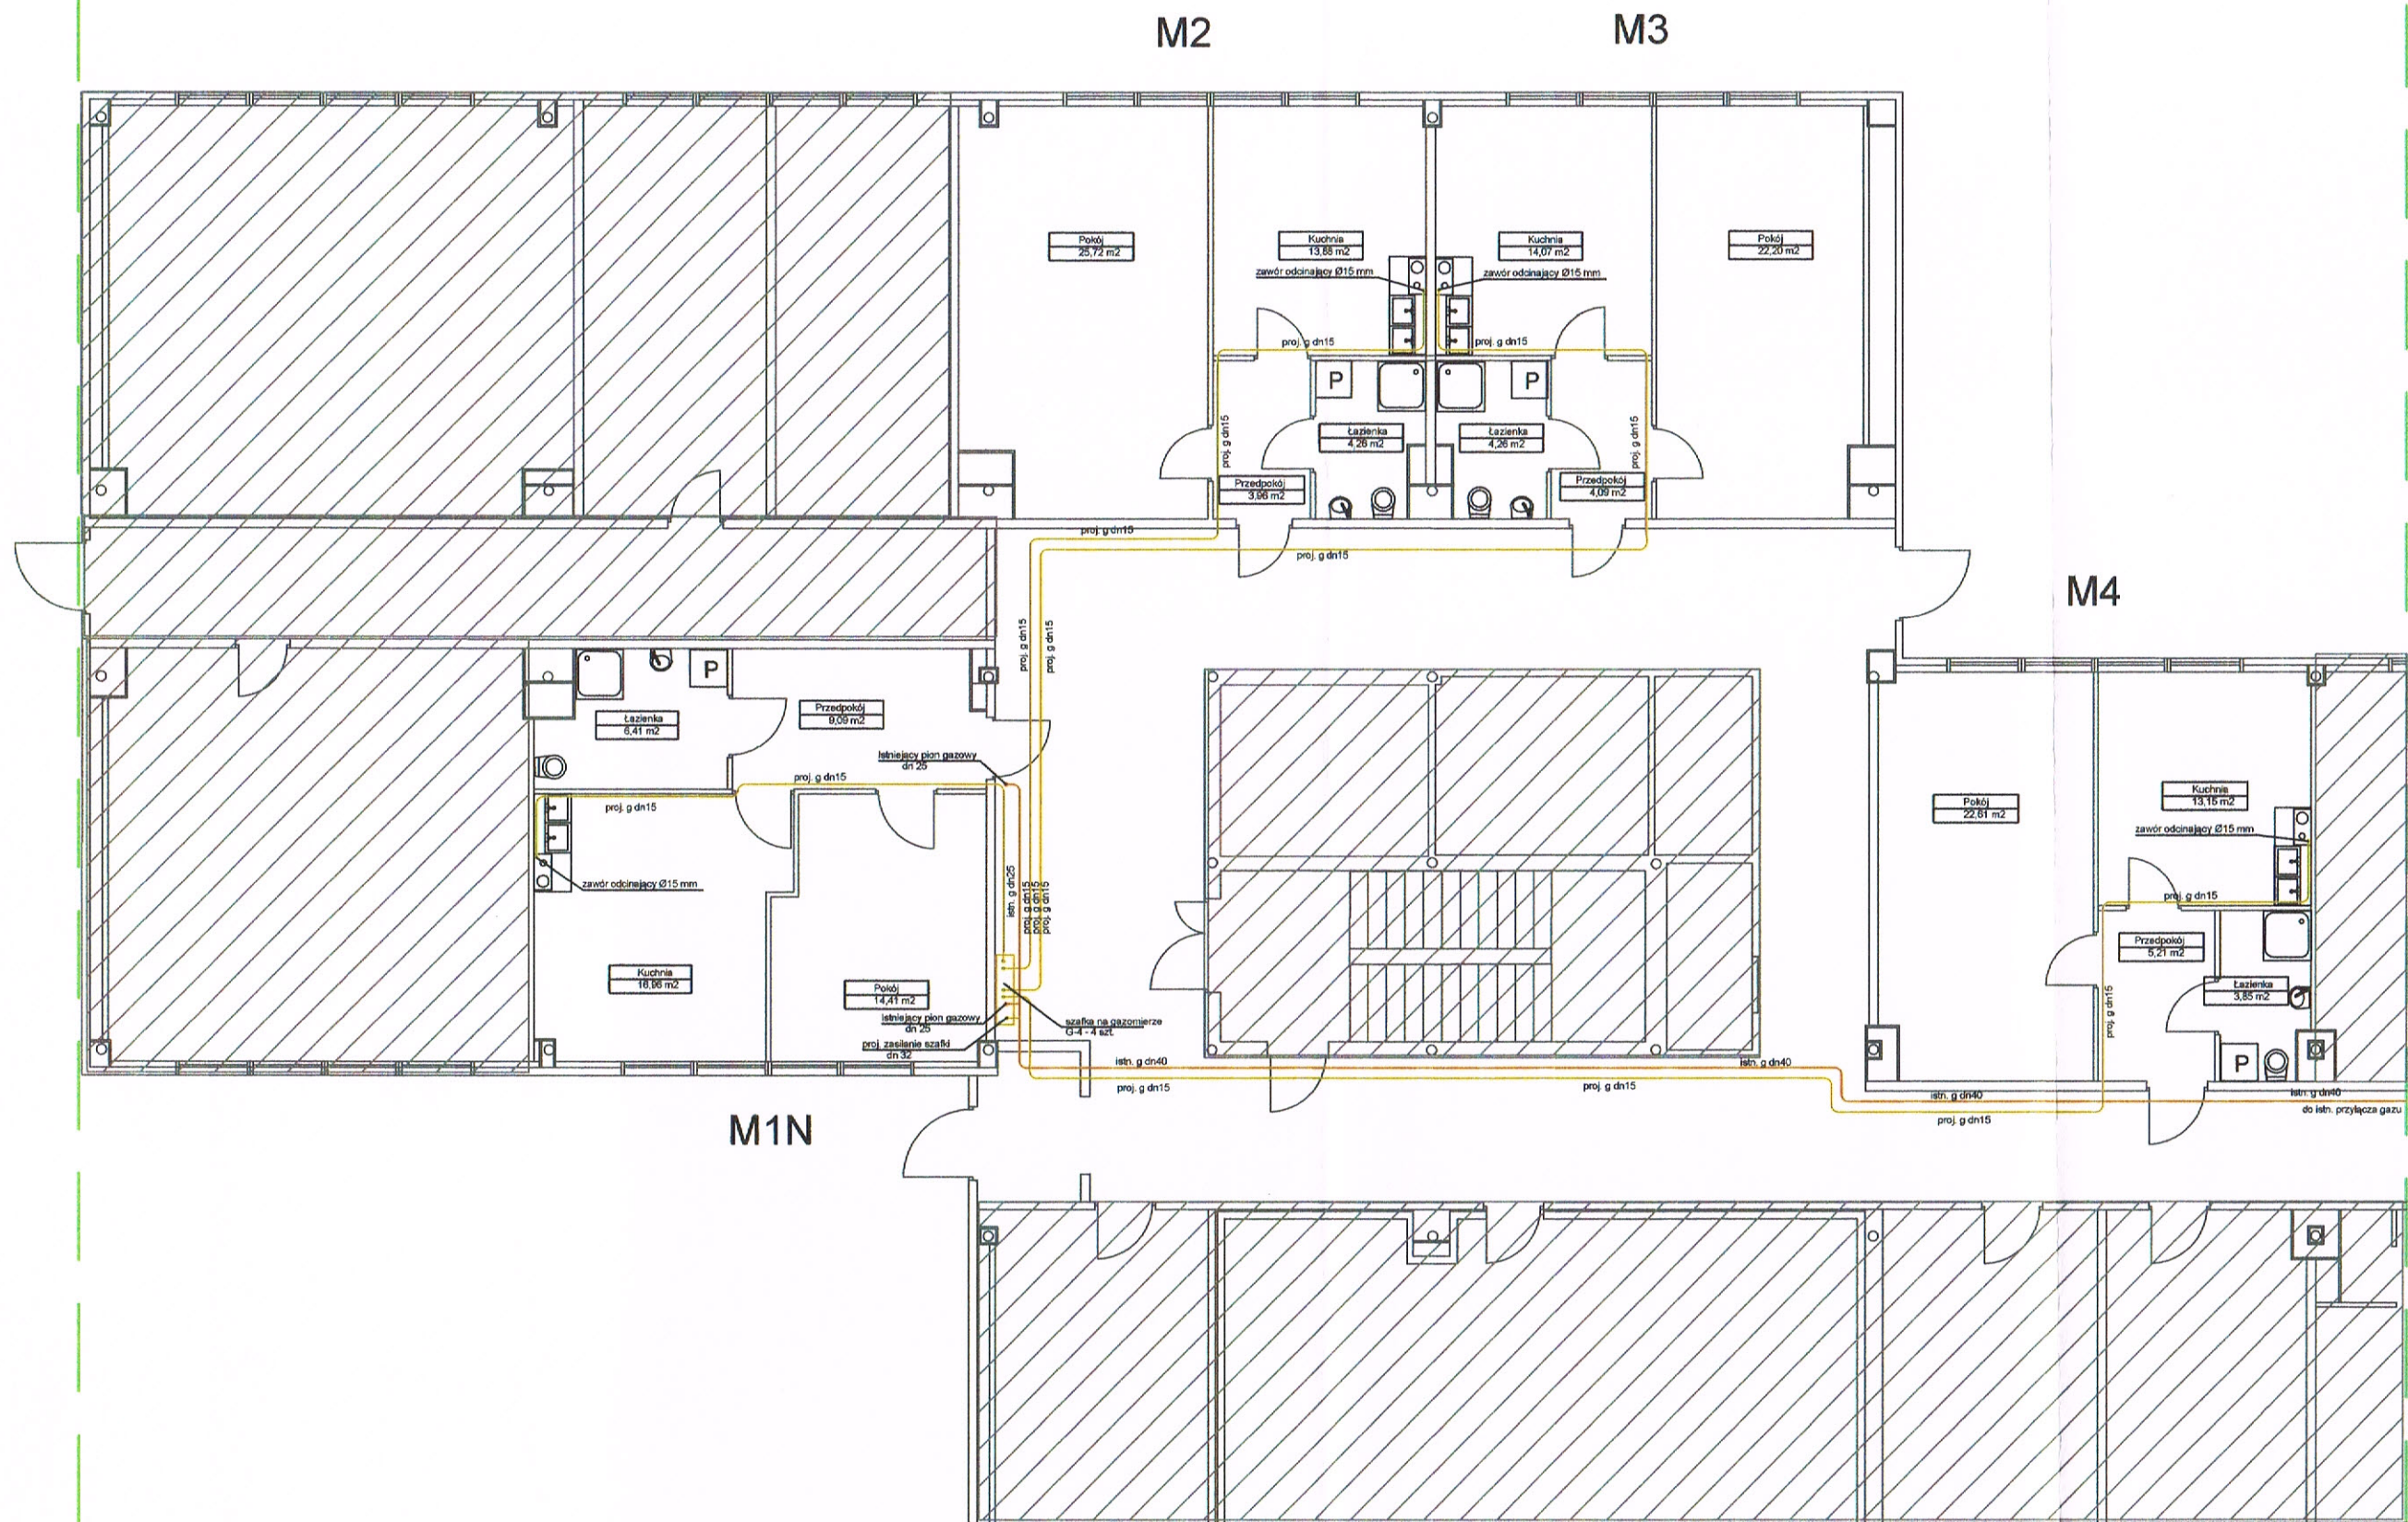 M2
M3
Pokój
25,72 m2
Kuchnia
13,88 m2
zawór odcinający Ø15 mm
Kuchnia
14,07 m2
zawór odcinający Ø15 mm
Pokój
22,20 m2
proj. g dn15
proj. g dn15
P
P
proj. g dn15
Łazienka
4,26 m2
Łazienka
4,26 m2
proj. g dn15
Przedpokój
3,96 m2
Przedpokój
4,09 m2
proj. g dn15
proj. g dn15
M4
proj. g dn15
proj. g dn15
P
Łazienka
6,41 m2
Przedpokój
9,09 m2
Istniejący pion gazowy
dn 25
proj. g dn15
proj. g dn15
zawór odcinający Ø15 mm
istn. g dn25
proj. g dn15
proj. g dn15
proj. g dn15
Kuchnia
16,96 m2
Pokój
14,41 m2
istniejący pion gazowy
dn 25
proj. zasilanie szafki
dn 32
szafka na gazomierze
G-4 - 4 szt.
Pokój
22,61 m2
Kuchnia
13,15 m2
zawór odcinający Ø15 mm
proj. g dn15
Przedpokój
5,21 m2
Łazienka
3,85 m2
proj. g dn15
P
istn. g dn40
istn. g dn40
proj. g dn15
proj. g dn15
istn. g dn40
istn. g dn40
proj. g dn15
do istn. przyłącza gazu
M1N